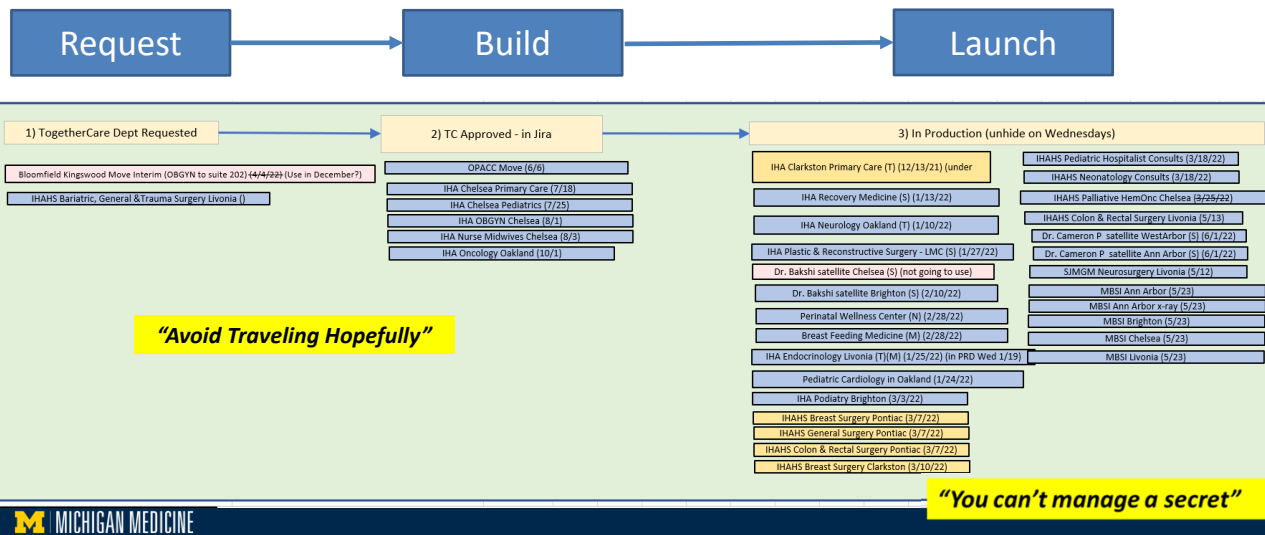 Request
Build
Launch
1) TogetherCare Dept Requested
2) TC Approved - in Jira
3) In Production (unhide on Wednesdays)
Bloomfield Kingswood Move Interim (OBGYN to suite 202) (4/4/22) (Use in December?)
IHAHS Bariatric, General &Trauma Surgery Livonia ()
OPACC Move (6/6)
IHA Chelsea Primary Care (7/18)
IHA Chelsea Pediatrics (7/25)
IHA OBGYN Chelsea (8/1)
IHA Nurse Midwives Chelsea (8/3)
IHA Oncology Oakland (10/1)
IHA Clarkston Primary Care (T) (12/13/21) (under
IHA Recovery Medicine (S) (1/13/22)
IHA Neurology Oakland (T) (1/10/22)
IHA Plastic & Reconstructive Surgery - LMC (S) (1/27/22)
Dr. Bakshi satellite Chelsea (S) (not going to use)
Dr. Bakshi satellite Brighton (S) (2/10/22)
Perinatal Wellness Center (N) (2/28/22)
Breast Feeding Medicine (M) (2/28/22)
IHA Endocrinology Livonia (T)(M) (1/25/22) (in PRD Wed 1/19)
Pediatric Cardiology in Oakland (1/24/22)
IHA Podiatry Brighton (3/3/22)
IHAHS Breast Surgery Pontiac (3/7/22)
IHAHS General Surgery Pontiac (3/7/22)
IHAHS Colon & Rectal Surgery Pontiac (3/7/22)
IHAHS Breast Surgery Clarkston (3/10/22)
IHAHS Pediatric Hospitalist Consults (3/18/22)
IHAHS Neonatology Consults (3/18/22)
IHAHS Palliative HemOnc Chelsea (3/25/22)
IHAHS Colon & Rectal Surgery Livonia (5/13)
Dr. Cameron P satellite WestArbor (S) (6/1/22)
Dr. Cameron P satellite Ann Arbor (S) (6/1/22)
SJMGM Neurosurgery Livonia (5/12)
MBSI Ann Arbor (5/23)
MBSI Ann Arbor x-ray (5/23)
MBSI Brighton (5/23)
MBSI Chelsea (5/23)
MBSI Livonia (5/23)
“Avoid Traveling Hopefully”
“You can’t manage a secret”
M MICHIGAN MEDICINE